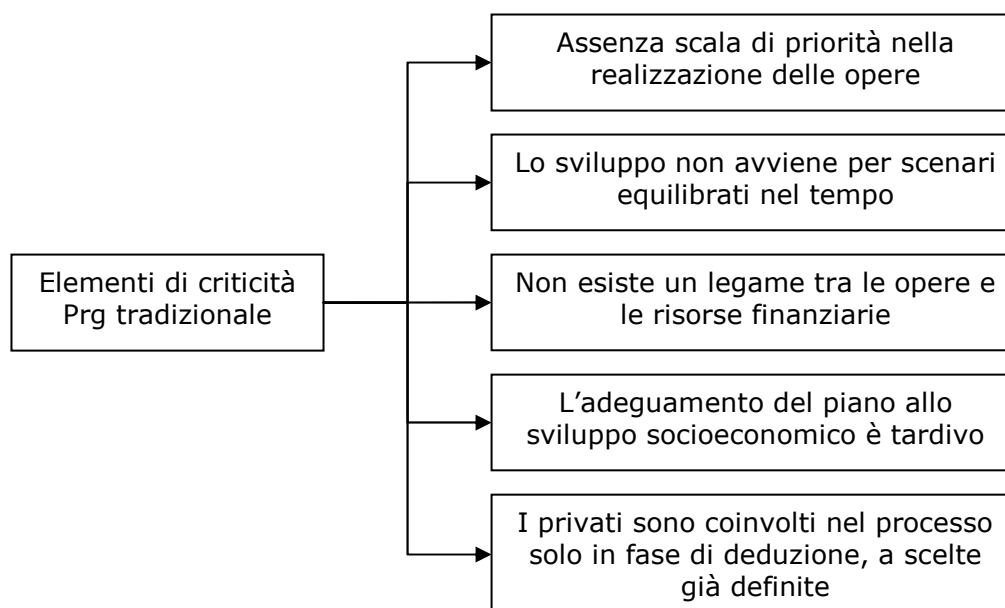 Assenza scala di priorità nella
realizzazione delle opere
Lo sviluppo non avviene per scenari
equilibrati nel tempo
Elementi di criticità
Prg tradizionale
Non esiste un legame tra le opere e
le risorse finanziarie
L’adeguamento del piano allo
sviluppo socioeconomico è tardivo
I privati sono coinvolti nel processo
solo in fase di deduzione, a scelte
già definite